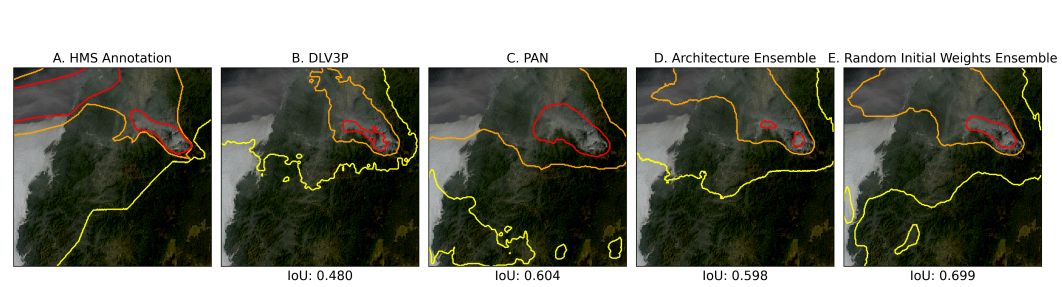 A. HMS Annotation
B. DLV3P
C. PAN
D. Architecture Ensemble
E. Random Initial Weights Ensemble
IoU: 0.480
IoU: 0.604
IoU: 0.598
IoU: 0.699